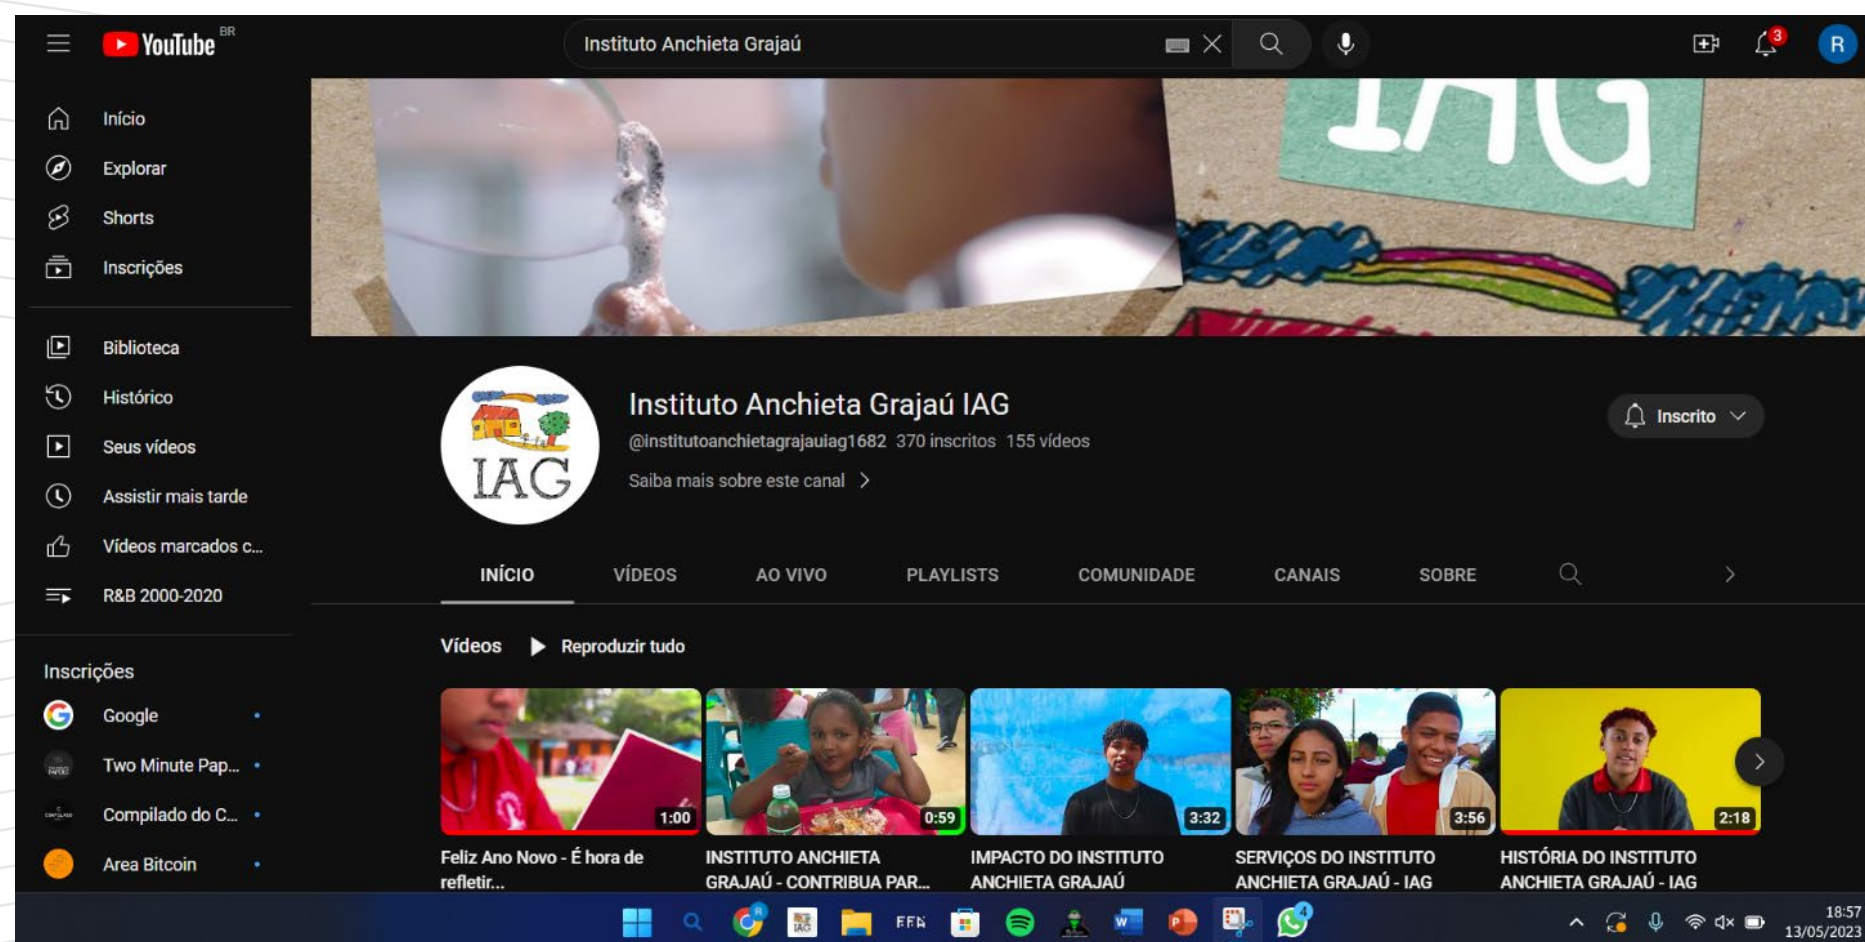 YouTube BR
Instituto Anchieta Grajaú
3
R
Início
Explorar
Shorts
Inscrições
Biblioteca
Histórico
Seus vídeos
Assistir mais tarde
Vídeos marcados c...
R&B 2000-2020
Inscrições
Google
Two Minute Pap...
Compilado do C...
Area Bitcoin
IAG
IAG
Instituto Anchieta Grajaú IAG
@institutoanchietagrajauiag1682 370 inscritos 155 vídeos
Saiba mais sobre este canal
Inscrito
INÍCIO VÍDEOS AO VIVO PLAYLISTS COMUNIDADE CANAIS SOBRE
Vídeos Reproduzir tudo
1:00 0:59 3:32 3:56 2:18
Feliz Ano Novo - É hora de
refletir...
INSTITUTO ANCHIETA
GRAJAÚ - CONTRIBUA PAR...
IMPACTO DO INSTITUTO
ANCHIETA GRAJAÚ
SERVIÇOS DO INSTITUTO
ANCHIETA GRAJAÚ - IAG
HISTÓRIA DO INSTITUTO
ANCHIETA GRAJAÚ - IAG
R
IAG
W
P
4
18:57
13/05/2023